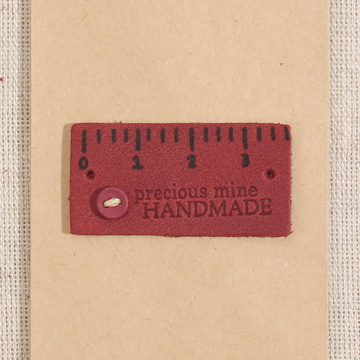 0 1 2 3
precious mine
HANDMADE